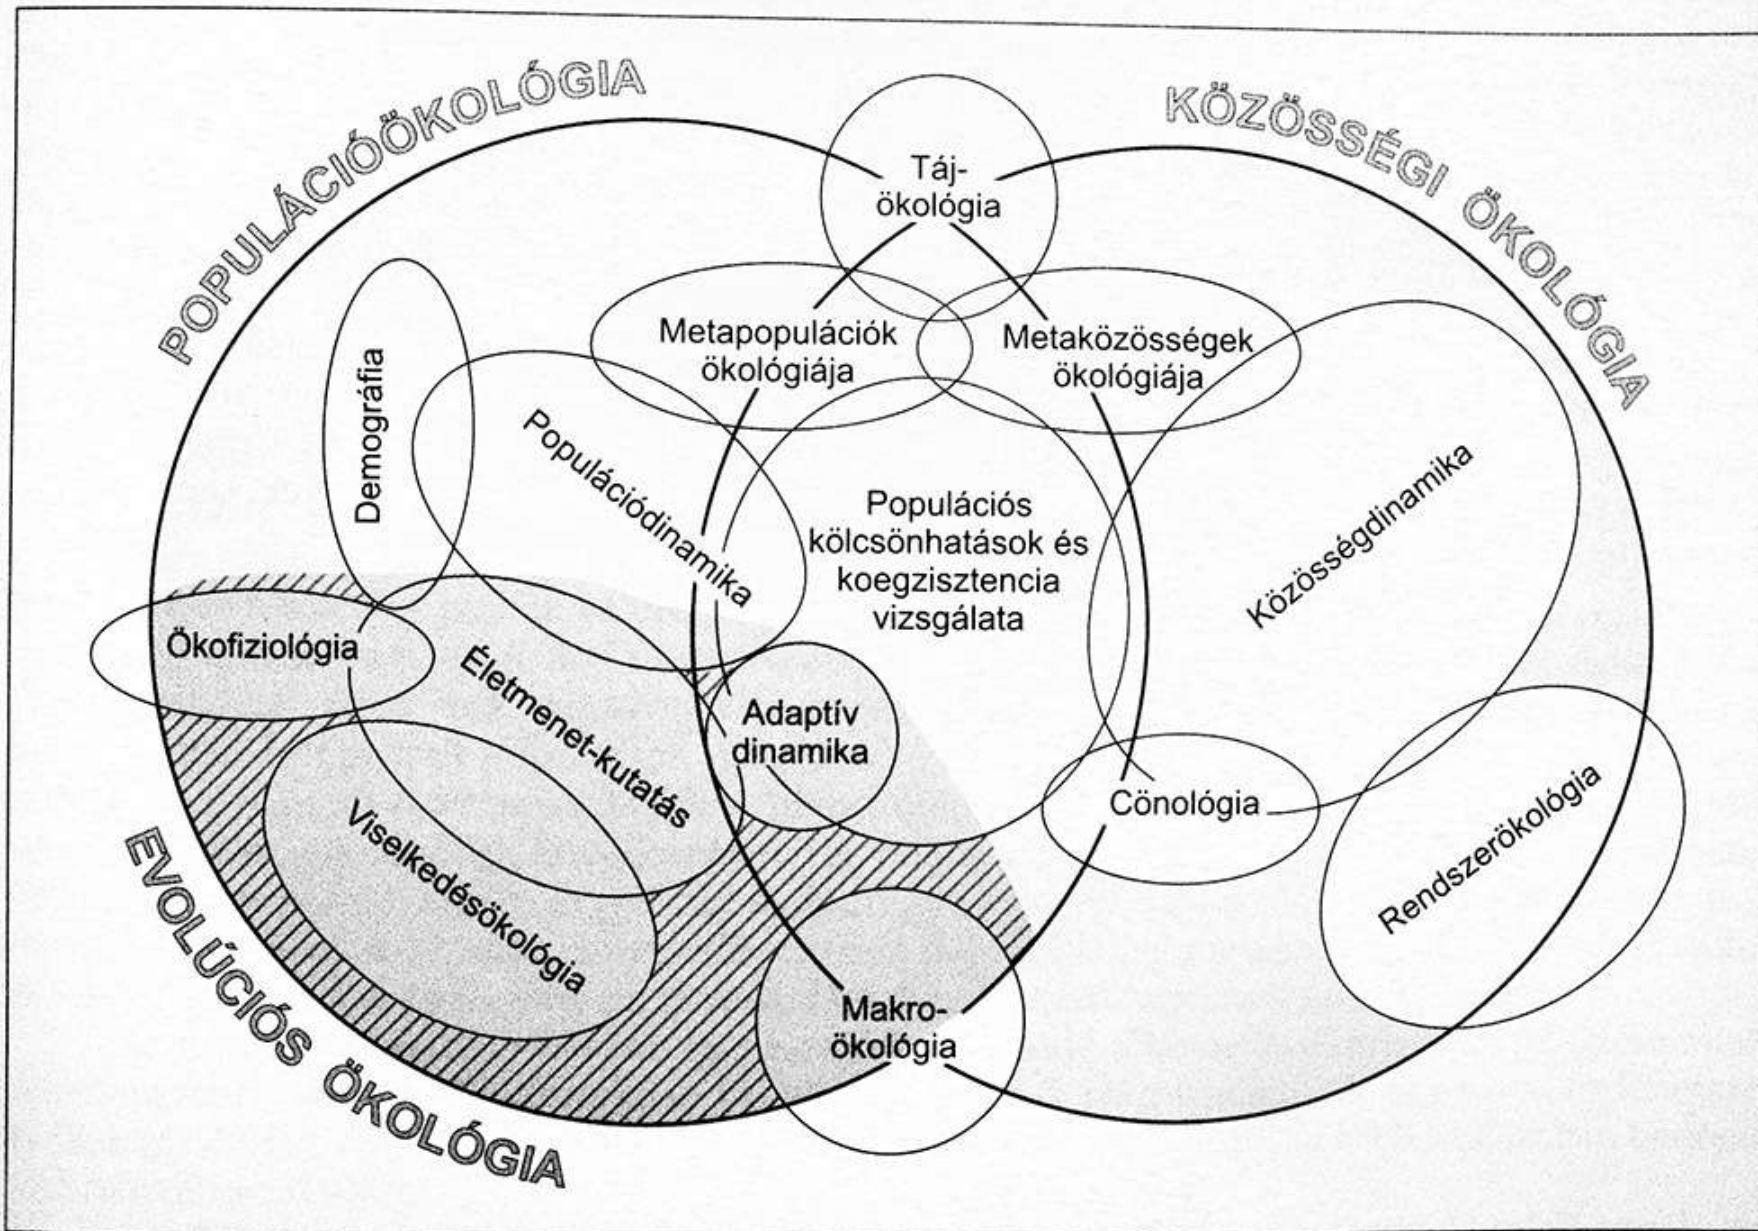 POPULÁCIÓÖKOLÓGIA
KÖZÖSSÉGI ÖKOLÓGIA
Táj-
ökológia
Metapopulációk
ökológiája
Metaközösségek
ökológiája
Demográfia
Populációdinamika
Populációs
kölcsönhatások és
koegzisztencia
vizsgálata
Közösségdinamika
Ökofiziológia
Életmenet-kutatás
Adaptív
dinamika
Viselkedésökológia
Cönológia
Rendszerökológia
Makro-
ökológia
EVOLÚCIÓS ÖKOLÓGIA